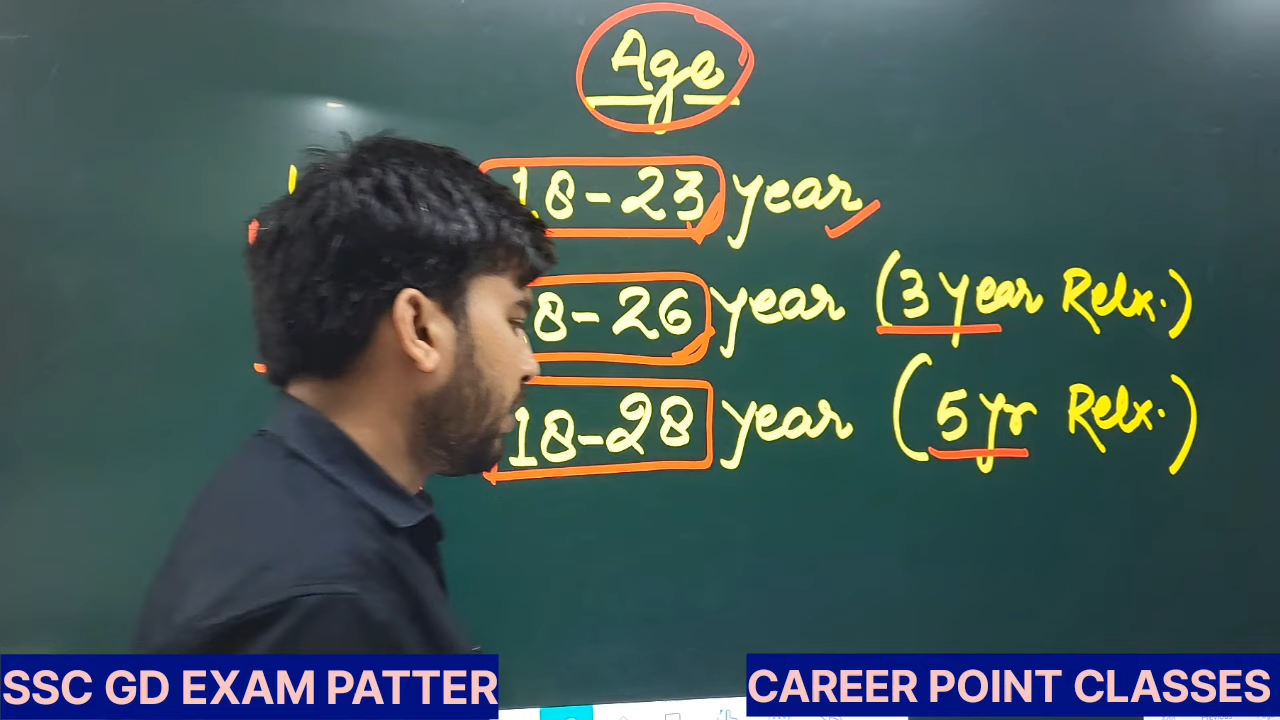 Age
18-23 year
18-26 year (3 year Relx.)
18-28 year (5 yr Relx.)
SSC GD EXAM PATTER
CAREER POINT CLASSES